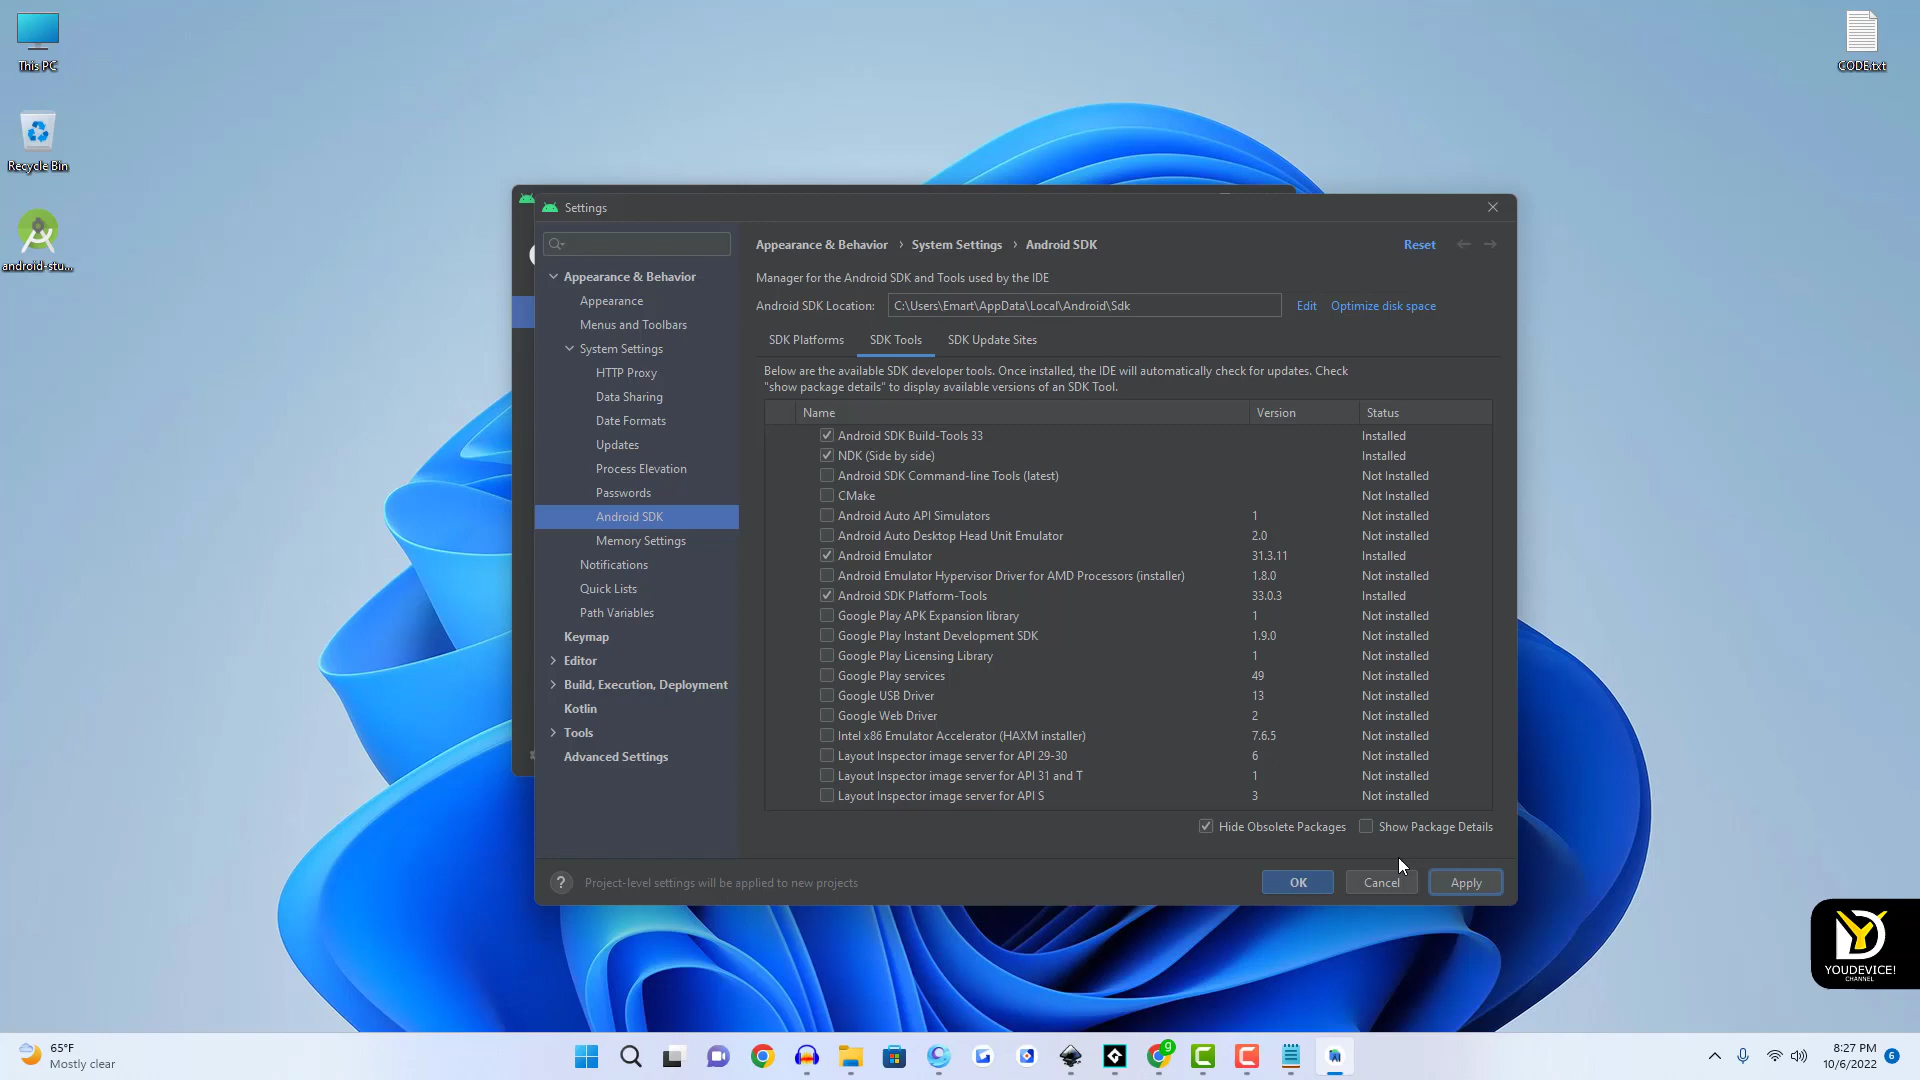 This PC
CODE.txt
Recycle Bin
android-stu...
Settings
Appearance & Behavior
Appearance
Menus and Toolbars
System Settings
HTTP Proxy
Data Sharing
Date Formats
Updates
Process Elevation
Passwords
Android SDK
Memory Settings
Notifications
Quick Lists
Path Variables
Keymap
Editor
Build, Execution, Deployment
Kotlin
Tools
Advanced Settings
Appearance & Behavior › System Settings › Android SDK
Reset
Manager for the Android SDK and Tools used by the IDE
Android SDK Location: C:\Users\Emart\AppData\Local\Android\Sdk Edit Optimize disk space
SDK Platforms SDK Tools SDK Update Sites
Below are the available SDK developer tools. Once installed, the IDE will automatically check for updates. Check
"show package details" to display available versions of an SDK Tool.
Name Version Status
Android SDK Build-Tools 33 Installed
NDK (Side by side) Installed
Android SDK Command-line Tools (latest) Not Installed
CMake Not Installed
Android Auto API Simulators 1 Not installed
Android Auto Desktop Head Unit Emulator 2.0 Not installed
Android Emulator 31.3.11 Installed
Android Emulator Hypervisor Driver for AMD Processors (installer) 1.8.0 Not installed
Android SDK Platform-Tools 33.0.3 Installed
Google Play APK Expansion library 1 Not installed
Google Play Instant Development SDK 1.9.0 Not installed
Google Play Licensing Library 1 Not installed
Google Play services 49 Not installed
Google USB Driver 13 Not installed
Google Web Driver 2 Not installed
Intel x86 Emulator Accelerator (HAXM installer) 7.6.5 Not installed
Layout Inspector image server for API 29-30 6 Not installed
Layout Inspector image server for API 31 and T 1 Not installed
Layout Inspector image server for API S 3 Not installed
Hide Obsolete Packages Show Package Details
? Project-level settings will be applied to new projects
OK Cancel Apply
YOUDEVICE!
CHANNEL
65°F
Mostly clear
9
8:27 PM
10/6/2022
6